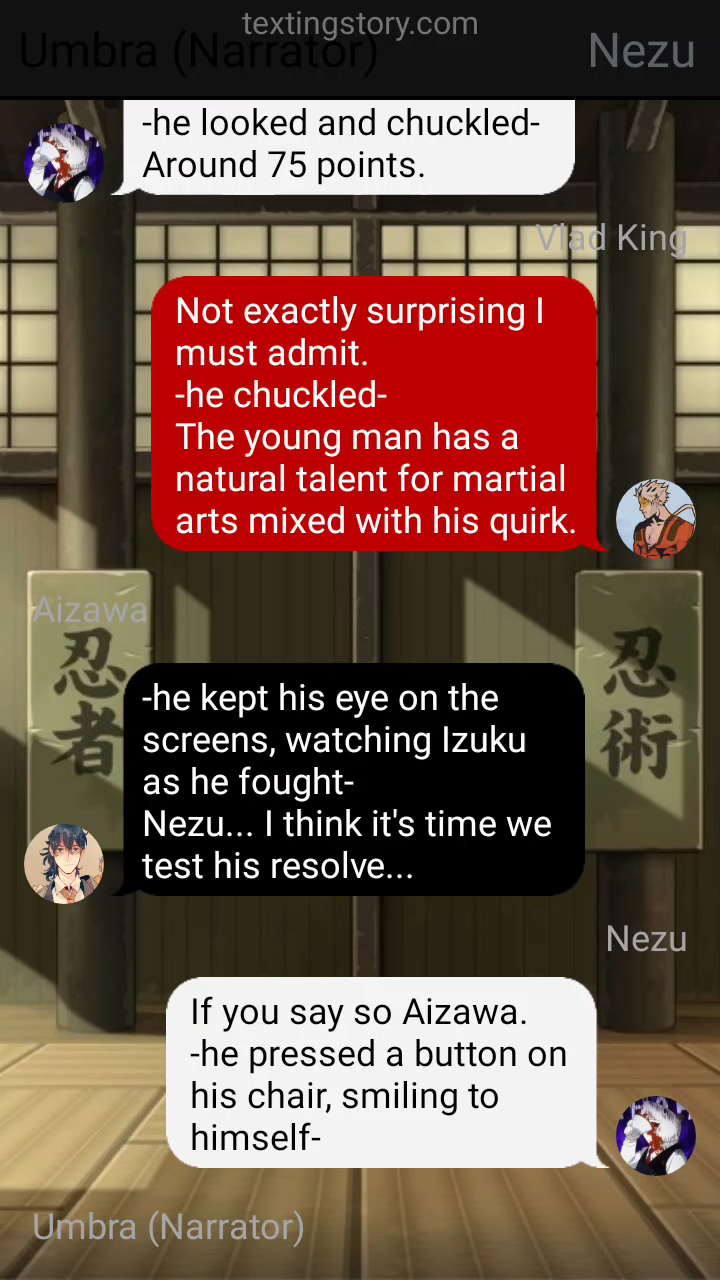 textingstory.com
Umbra (Narrator)
Nezu
-he looked and chuckled-
Around 75 points.
Vlad King
Not exactly surprising I
must admit.
-he chuckled-
The young man has a
natural talent for martial
arts mixed with his quirk.
Aizawa
忍者
忍術
-he kept his eye on the
screens, watching Izuku
as he fought-
Nezu... I think it's time we
test his resolve...
Nezu
If you say so Aizawa.
-he pressed a button on
his chair, smiling to
himself-
Umbra (Narrator)